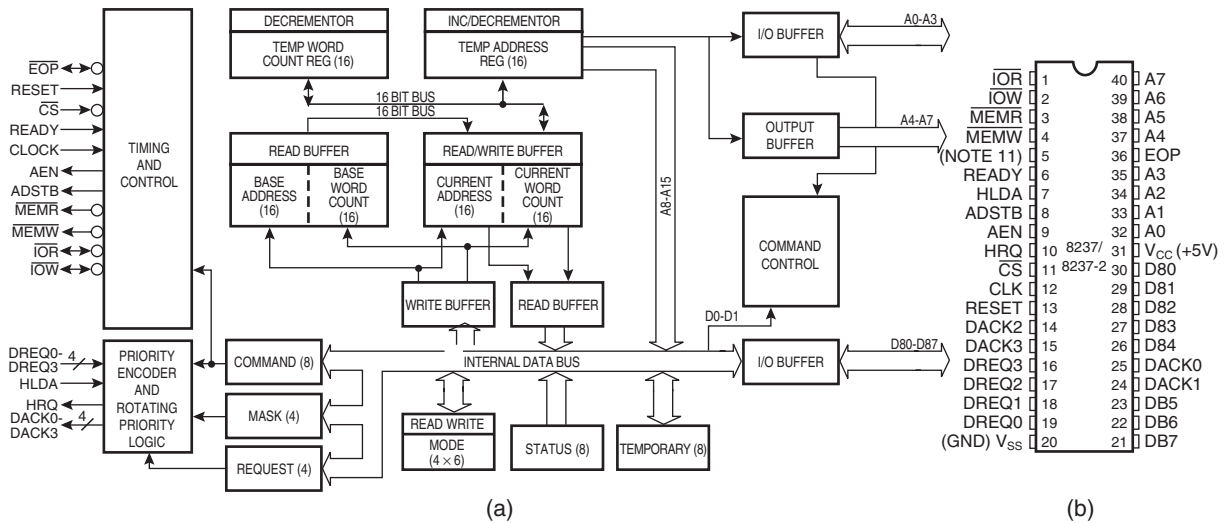 DECREMENTOR
TEMP WORD
COUNT REG (16)
INC/DECREMENTOR
TEMP ADDRESS
REG (16)
16 BIT BUS
16 BIT BUS
READ BUFFER
BASE
ADDRESS
(16)
BASE
WORD
COUNT
(16)
READ/WRITE BUFFER
CURRENT
ADDRESS
(16)
CURRENT
WORD
COUNT
(16)
WRITE BUFFER
READ BUFFER
A8-A15
I/O BUFFER
A0-A3
OUTPUT
BUFFER
A4-A7
COMMAND
CONTROL
D0-D1
INTERNAL DATA BUS
I/O BUFFER
D80-D87
EOP
RESET
CS
READY
CLOCK
AEN
ADSTB
MEMR
MEMW
IOR
IOW
TIMING
AND
CONTROL
DREQ0-
DREQ3
4
HLDA
HRQ
DACK0-
DACK3
4
PRIORITY
ENCODER
AND
ROTATING
PRIORITY
LOGIC
COMMAND (8)
MASK (4)
REQUEST (4)
READ WRITE
MODE
(4 × 6)
STATUS (8)
TEMPORARY (8)
(a)
IOR 1 40 A7
IOW 2 39 A6
MEMR 3 38 A5
MEMW 4 37 A4
(NOTE 11) 5 36 EOP
READY 6 35 A3
HLDA 7 34 A2
ADSTB 8 33 A1
AEN 9 32 A0
HRQ 10 8237/ 31 VCC (+5V)
CS 11 8237-2 30 D80
CLK 12 29 D81
RESET 13 28 D82
DACK2 14 27 D83
DACK3 15 26 D84
DREQ3 16 25 DACK0
DREQ2 17 24 DACK1
DREQ1 18 23 DB5
DREQ0 19 22 DB6
(GND) VSS 20 21 DB7
(b)